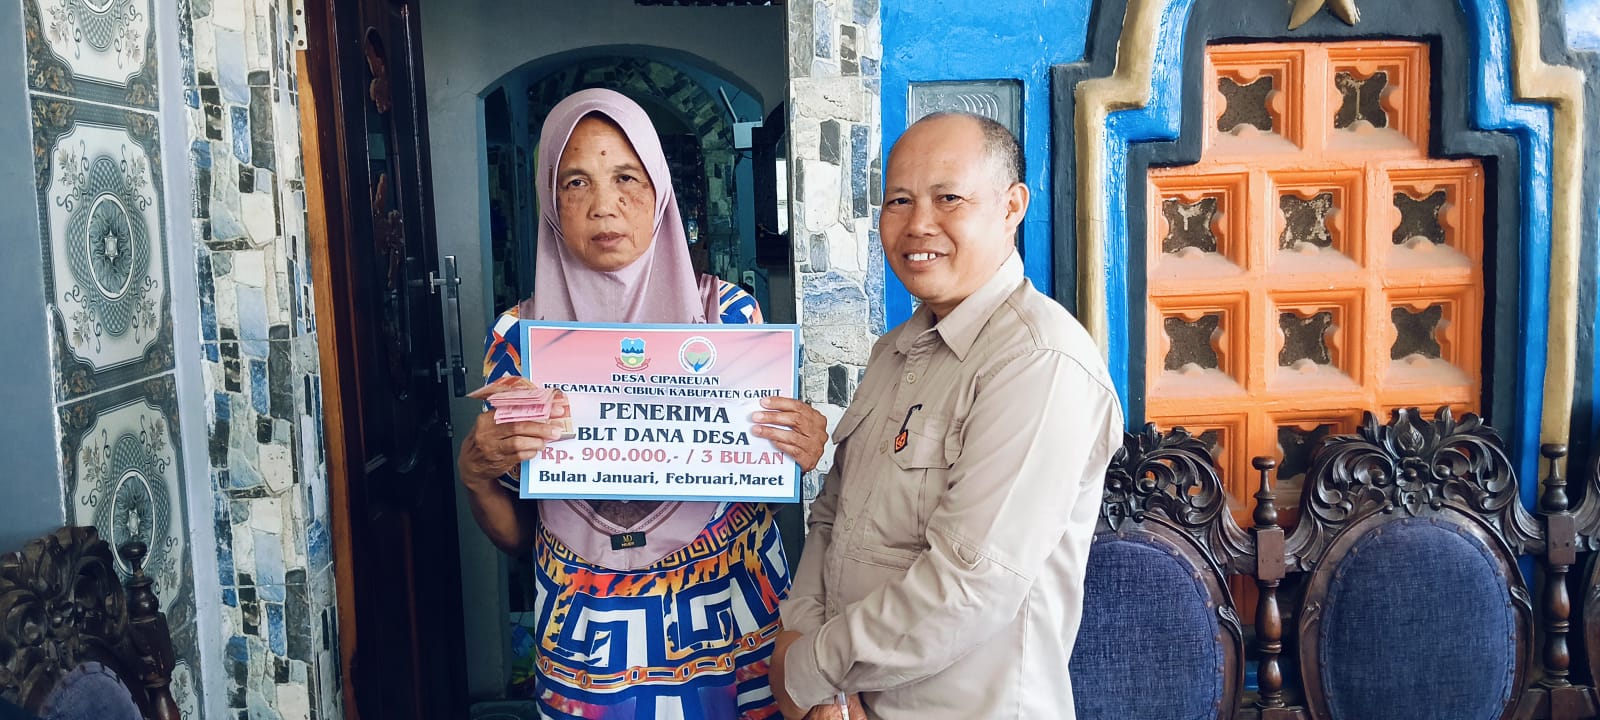 DESA CIPAREUAN
KECAMATAN CIBIUK KABUPATEN GARUT
PENERIMA
BLT DANA DESA
Rp. 900.000,- / 3 BULAN
Bulan Januari, Februari,Maret